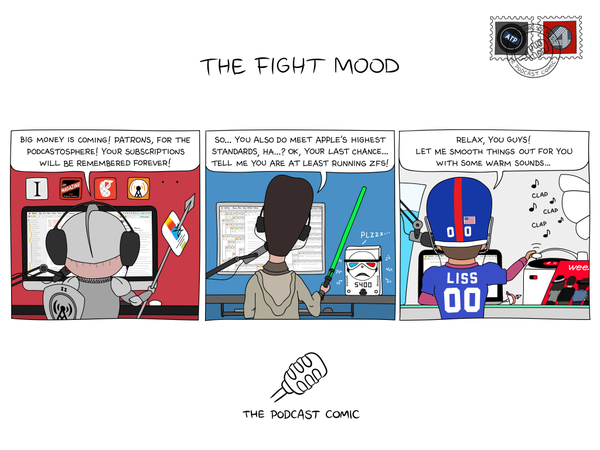 ATP
THE PODCAST COMIC
THE FIGHT MOOD
BIG MONEY IS COMING! PATRONS, FOR THE
PODCASTOSPHERE! YOUR SUBSCRIPTIONS
WILL BE REMEMBERED FOREVER!
I
MAGAZINE
SO... YOU ALSO DO MEET APPLE'S HIGHEST
STANDARDS, HA...? OK, YOUR LAST CHANCE...
TELL ME YOU ARE AT LEAST RUNNING ZFS!
PLZZZ...
5400
RELAX, YOU GUYS!
LET ME SMOOTH THINGS OUT FOR YOU
WITH SOME WARM SOUNDS...
CLAP
CLAP
CLAP
00
LISS
00
weez
THE PODCAST COMIC